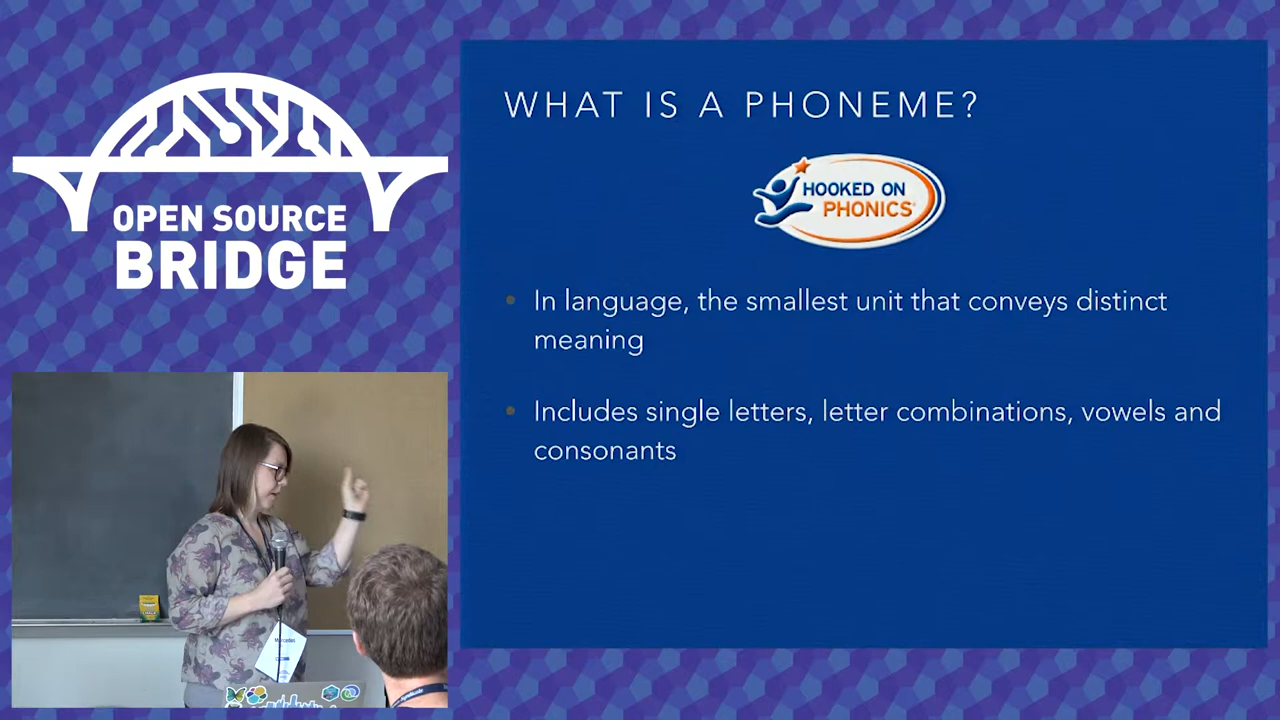 OPEN SOURCE
BRIDGE
WHAT IS A PHONEME?
HOOKED ON
PHONICS
In language, the smallest unit that conveys distinct
meaning
Includes single letters, letter combinations, vowels and
consonants
Mercedes